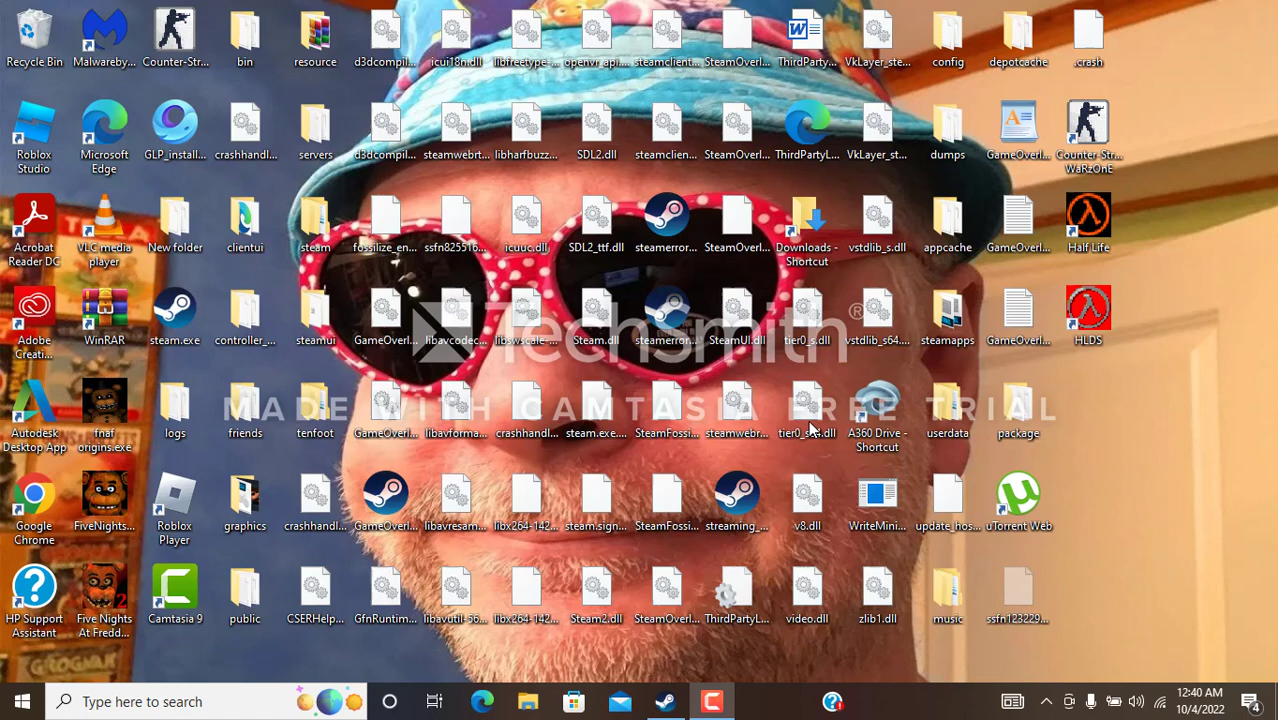 Recycle Bin
Malwareby...
Counter-Str...
bin
resource
d3dcompil...
icui18n.dll
libfreetype-...
openvr_api....
steamclient...
SteamOverl...
ThirdParty...
VkLayer_ste...
config
depotcache
.crash
Roblox
Studio
Microsoft
Edge
GLP_install...
crashhandl...
servers
d3dcompil...
steamwebrt...
libharfbuzz...
SDL2.dll
steamclien...
SteamOverl...
ThirdPartyL...
VkLayer_st...
dumps
GameOverl...
Counter-Str...
WaRzOnE
Acrobat
Reader DC
VLC media
player
New folder
clientui
steam
fossilize_en...
ssfn825516...
icuuc.dll
SDL2_ttf.dll
steamerror...
SteamOverl...
Downloads -
Shortcut
vstdlib_s.dll
appcache
GameOverl...
Half Life
Adobe
Creati...
WinRAR
steam.exe
controller_...
steamui
GameOverl...
libavcodec...
libswscale-...
Steam.dll
steamerror...
SteamUI.dll
tier0_s.dll
vstdlib_s64....
steamapps
GameOverl...
HLDS
TechSmith®
MADE WITH CAMTASIA FREE TRIAL
Autodesk
Desktop App
fnaf
origins.exe
logs
friends
tenfoot
GameOverl...
libavforma...
crashhandl...
steam.exe....
SteamFossi...
steamwebr...
tier0_s64.dll
A360 Drive -
Shortcut
userdata
package
Google
Chrome
FiveNights...
Roblox
Player
graphics
crashhandl...
GameOverl...
libavresam...
libx264-142...
steam.sign...
SteamFossi...
streaming_...
v8.dll
WriteMini...
update_hos...
uTorrent Web
HP Support
Assistant
Five Nights
At Fredd...
Camtasia 9
public
CSERHelp...
GfnRuntim...
libavutil-56...
libx264-142...
Steam2.dll
SteamOverl...
ThirdPartyL...
video.dll
zlib1.dll
music
ssfn123229...
GROGNAK
Type here to search
12:40 AM
10/4/2022
4